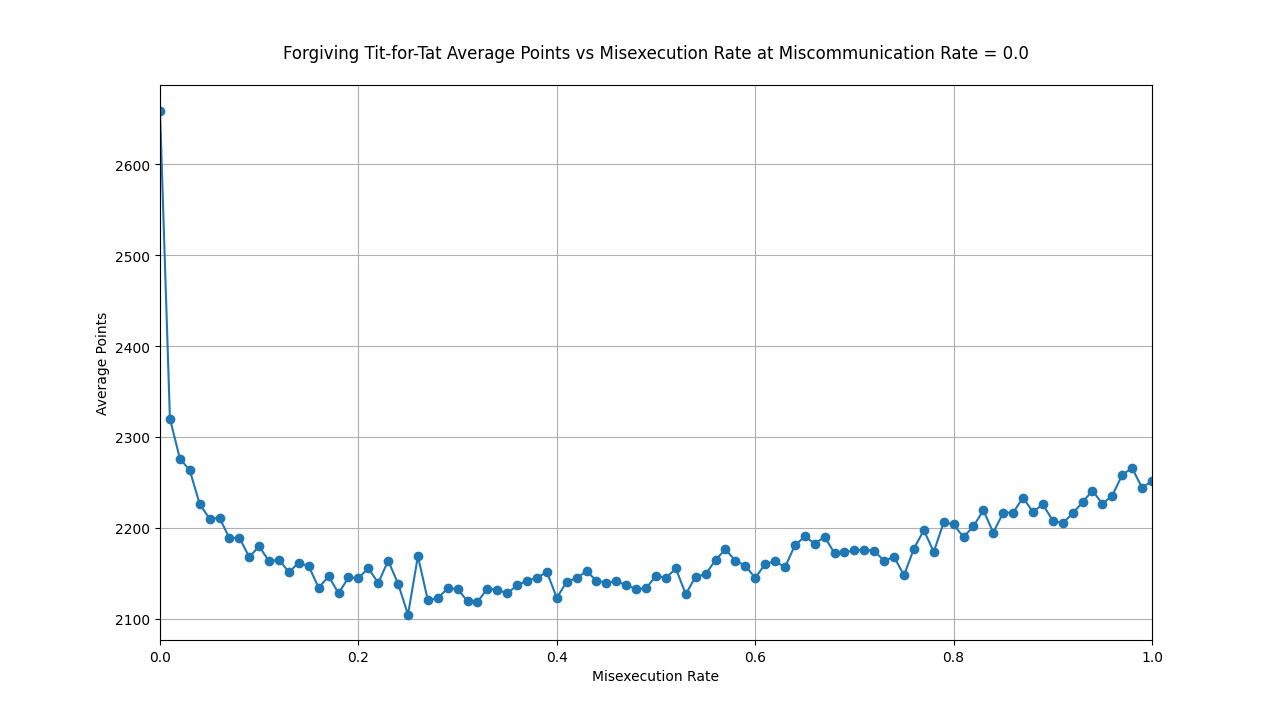 Forgiving Tit-for-Tat Average Points vs Misexecution Rate at Miscommunication Rate = 0.0
2600
2500
2400
2300
2200
2100
Average Points
0.0 0.2 0.4 0.6 0.8 1.0
Misexecution Rate